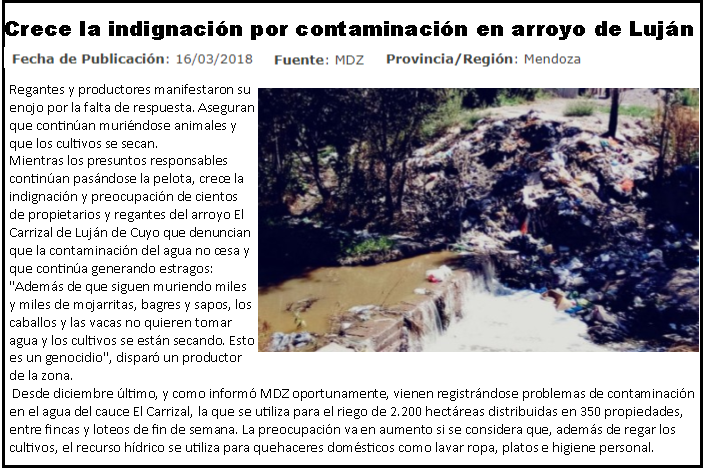 Crece la indignación por contaminación en arroyo de Luján
Fecha de Publicación: 16/03/2018 Fuente: MDZ Provincia/Región: Mendoza
Regantes y productores manifestaron su
enojo por la falta de respuesta. Aseguran
que continúan muriéndose animales y
que los cultivos se secan.
Mientras los presuntos responsables
continúan pasándose la pelota, crece la
indignación y preocupación de cientos
de propietarios y regantes del arroyo El
Carrizal de Luján de Cuyo que denuncian
que la contaminación del agua no cesa y
que continúa generando estragos:
"Además de que siguen muriendo miles
y miles de mojarritas, bagres y sapos, los
caballos y las vacas no quieren tomar
agua y los cultivos se están secando. Esto
es un genocidio", disparó un productor
de la zona.
Desde diciembre último, y como informó MDZ oportunamente, vienen registrándose problemas de contaminación
en el agua del cauce El Carrizal, la que se utiliza para el riego de 2.200 hectáreas distribuidas en 350 propiedades,
entre fincas y loteos de fin de semana. La preocupación va en aumento si se considera que, además de regar los
cultivos, el recurso hídrico se utiliza para quehaceres domésticos como lavar ropa, platos e higiene personal.